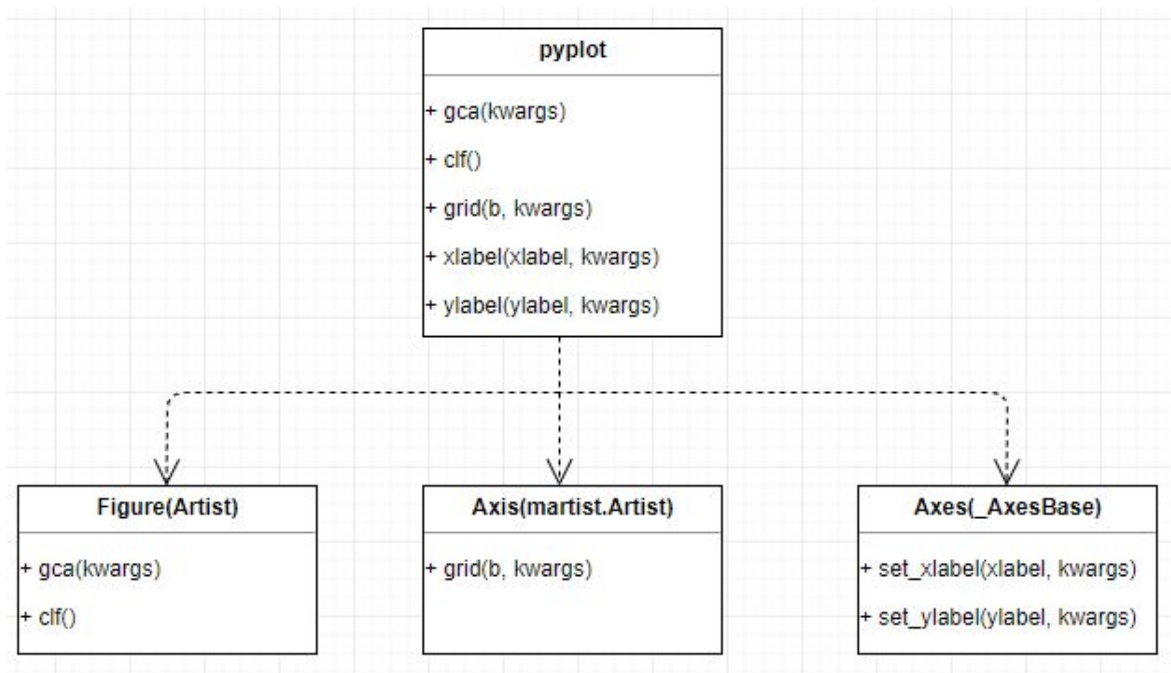 pyplot
+ gca(kwargs)
+ clf()
+ grid(b, kwargs)
+ xlabel(xlabel, kwargs)
+ ylabel(ylabel, kwargs)
Figure(Artist)
+ gca(kwargs)
+ clf()
Axis(martist.Artist)
+ grid(b, kwargs)
Axes(_AxesBase)
+ set_xlabel(xlabel, kwargs)
+ set_ylabel(ylabel, kwargs)